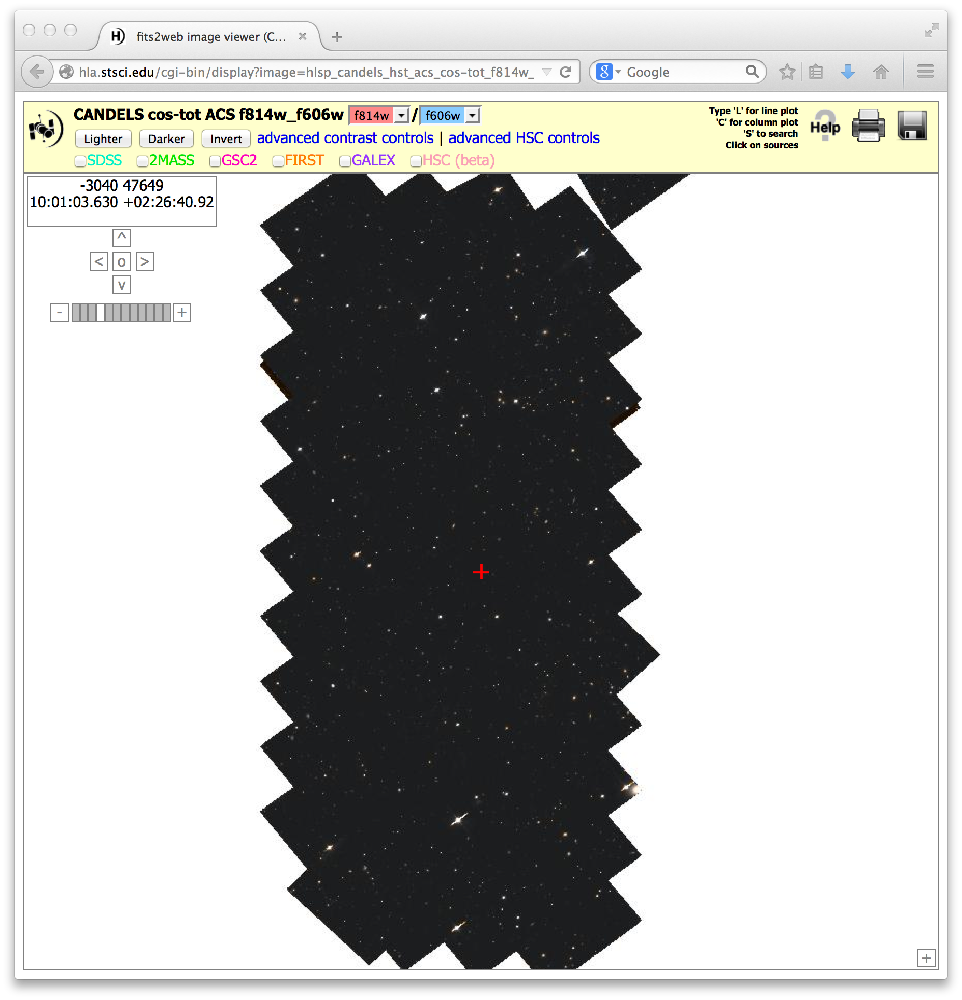 fits2web image viewer (C...
hla.stsci.edu/cgi-bin/display?image=hlsp_candels_hst_acs_cos-tot_f814w_
Google
CANDELS cos-tot ACS f814w_f606w f814w / f606w
Lighter Darker Invert advanced contrast controls | advanced HSC controls
SDSS 2MASS GSC2 FIRST GALEX HSC (beta)
Type 'L' for line plot
'C' for column plot
'S' to search
Click on sources
Help
-3040 47649
10:01:03.630 +02:26:40.92
^
< o >
v
- +
+